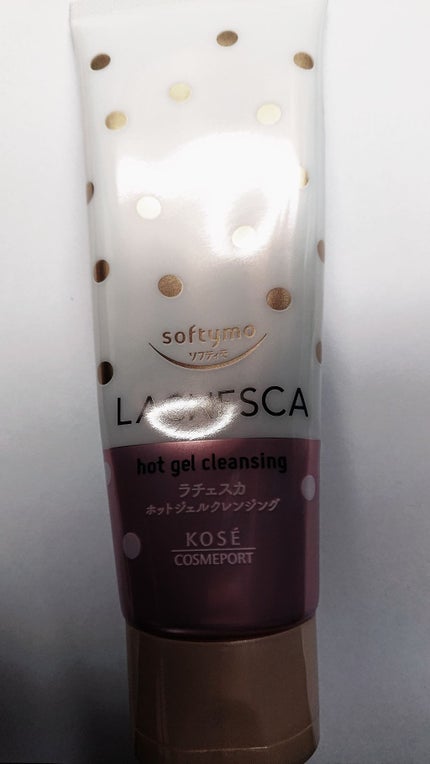 softymo
ソフティモ
LACHESCA
hot gel cleansing
ラチェスカ
ホットジェルクレンジング
KOSÉ
COSMEPORT